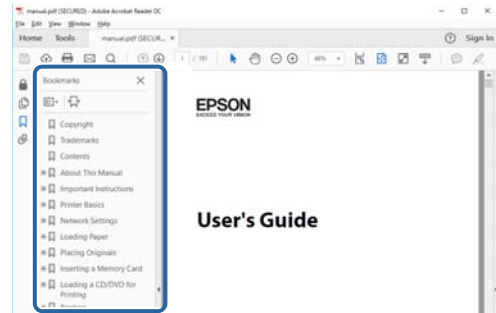 manual.pdf (SECURED) - Adobe Acrobat Reader DC
File Edit View Window Help
Home Tools manual.pdf (SECUR... × Sign In
1 / 191
Bookmarks
Copyright
Trademarks
Contents
About This Manual
Important Instructions
Printer Basics
Network Settings
Loading Paper
Placing Originals
Inserting a Memory Card
Loading a CD/DVD for
Printing
EPSON
EXCEED YOUR VISION
User's Guide